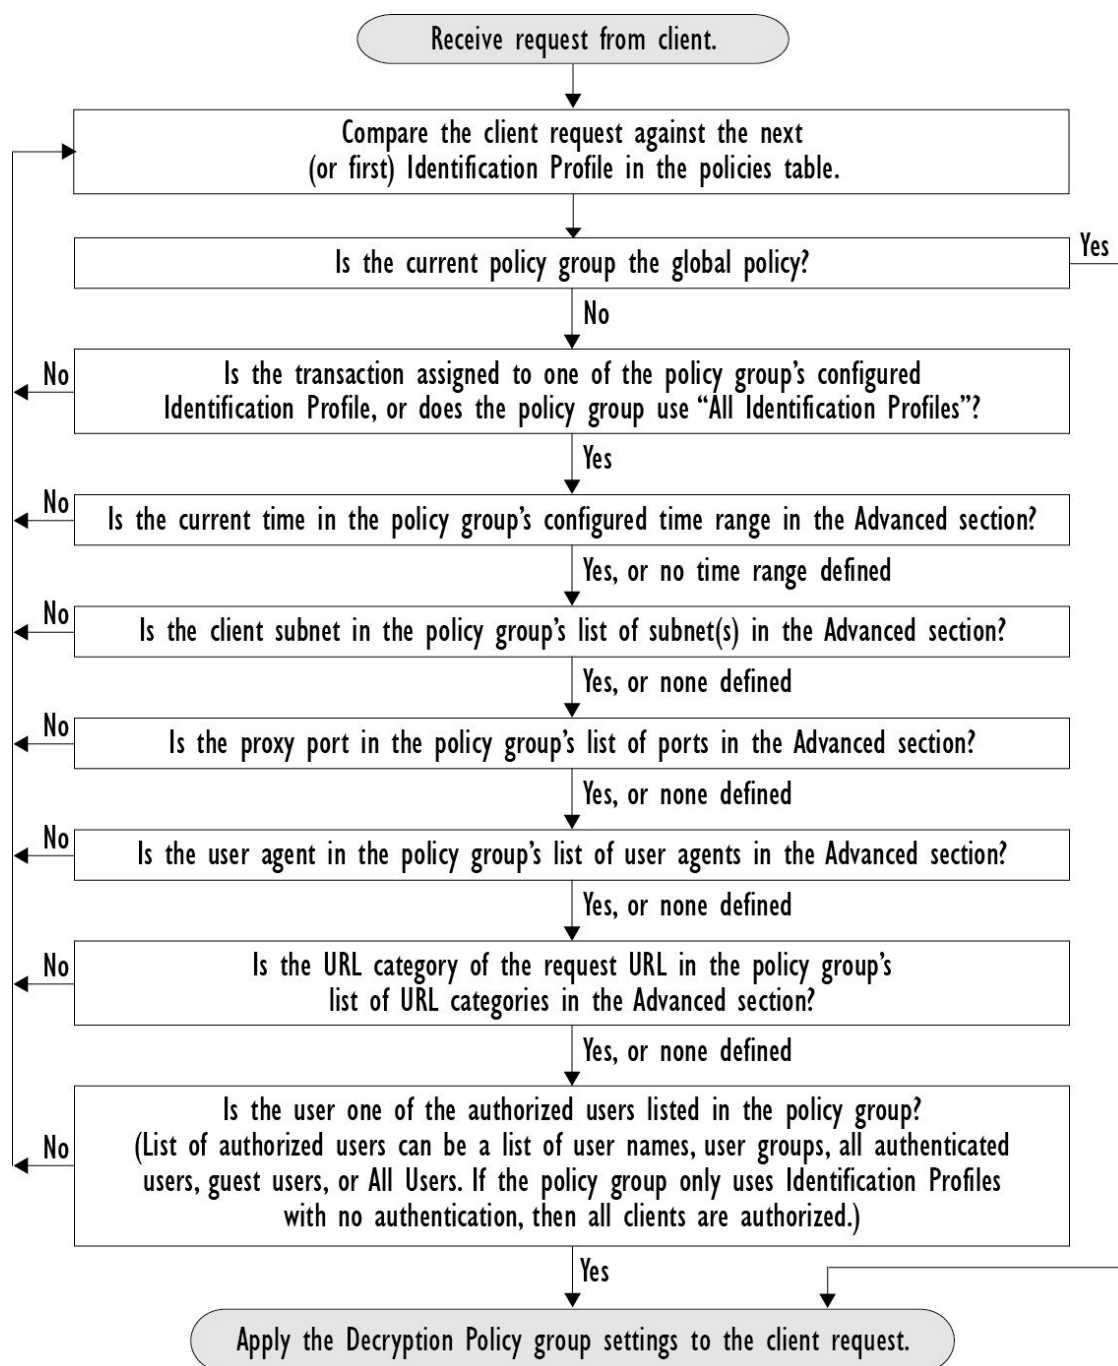 Receive request from client.
Compare the client request against the next
(or first) Identification Profile in the policies table.
Is the current policy group the global policy?
Yes
No
Is the transaction assigned to one of the policy group’s configured
Identification Profile, or does the policy group use “All Identification Profiles”?
No
Yes
Is the current time in the policy group’s configured time range in the Advanced section?
No
Yes, or no time range defined
Is the client subnet in the policy group’s list of subnet(s) in the Advanced section?
No
Yes, or none defined
Is the proxy port in the policy group’s list of ports in the Advanced section?
No
Yes, or none defined
Is the user agent in the policy group’s list of user agents in the Advanced section?
No
Yes, or none defined
Is the URL category of the request URL in the policy group’s
list of URL categories in the Advanced section?
No
Yes, or none defined
Is the user one of the authorized users listed in the policy group?
(List of authorized users can be a list of user names, user groups, all authenticated
users, guest users, or All Users. If the policy group only uses Identification Profiles
with no authentication, then all clients are authorized.)
No
Yes
Apply the Decryption Policy group settings to the client request.